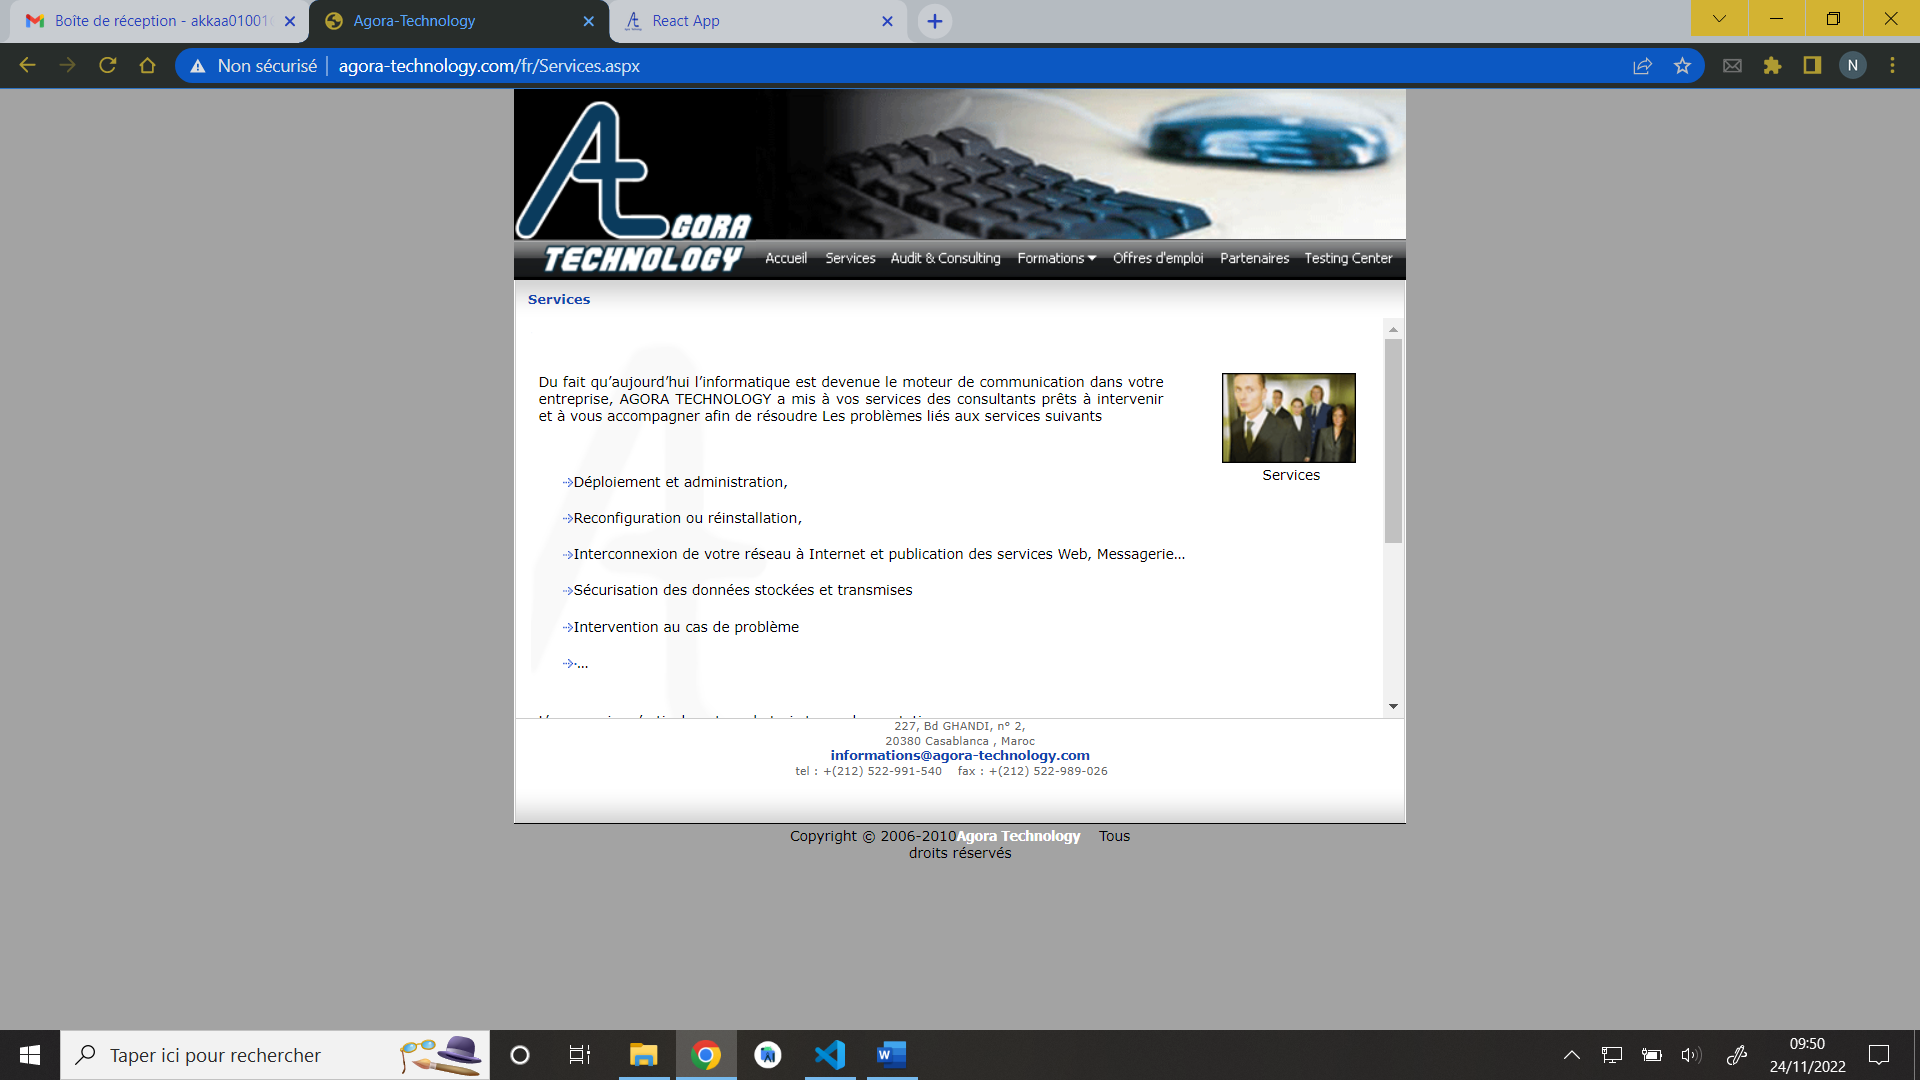 Boîte de réception - akkaa01001
Agora-Technology
React App
Non sécurisé
agora-technology.com/fr/Services.aspx
N
AGORA
TECHNOLOGY
Accueil
Services
Audit & Consulting
Formations
Offres d'emploi
Partenaires
Testing Center
Services
Du fait qu’aujourd’hui l’informatique est devenue le moteur de communication dans votre
entreprise, AGORA TECHNOLOGY a mis à vos services des consultants prêts à intervenir
et à vous accompagner afin de résoudre Les problèmes liés aux services suivants
Services
Déploiement et administration,
Reconfiguration ou réinstallation,
Interconnexion de votre réseau à Internet et publication des services Web, Messagerie…
Sécurisation des données stockées et transmises
Intervention au cas de problème
·…
227, Bd GHANDI, n° 2,
20380 Casablanca , Maroc
informations@agora-technology.com
tel : +(212) 522-991-540 fax : +(212) 522-989-026
Copyright © 2006-2010Agora Technology Tous
droits réservés
Taper ici pour rechercher
09:50
24/11/2022